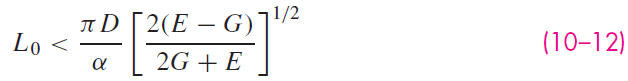 L₀ < πD/α [2(E − G)/(2G + E)]^1/2 (10–12)